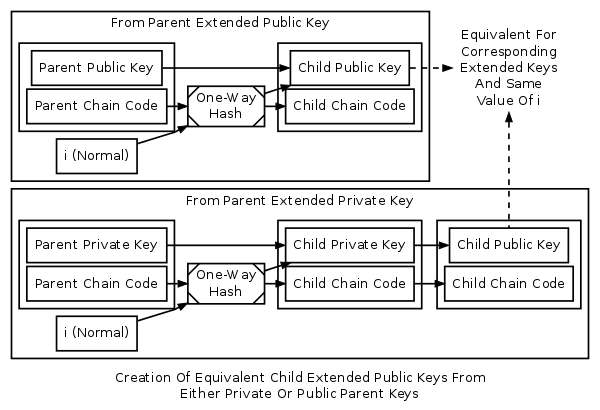 From Parent Extended Public Key
Parent Public Key
Child Public Key
Parent Chain Code
One-Way
Hash
Child Chain Code
i (Normal)
Equivalent For
Corresponding
Extended Keys
And Same
Value Of i
From Parent Extended Private Key
Parent Private Key
Child Private Key
Child Public Key
Parent Chain Code
One-Way
Hash
Child Chain Code
Child Chain Code
i (Normal)
Creation Of Equivalent Child Extended Public Keys From
Either Private Or Public Parent Keys